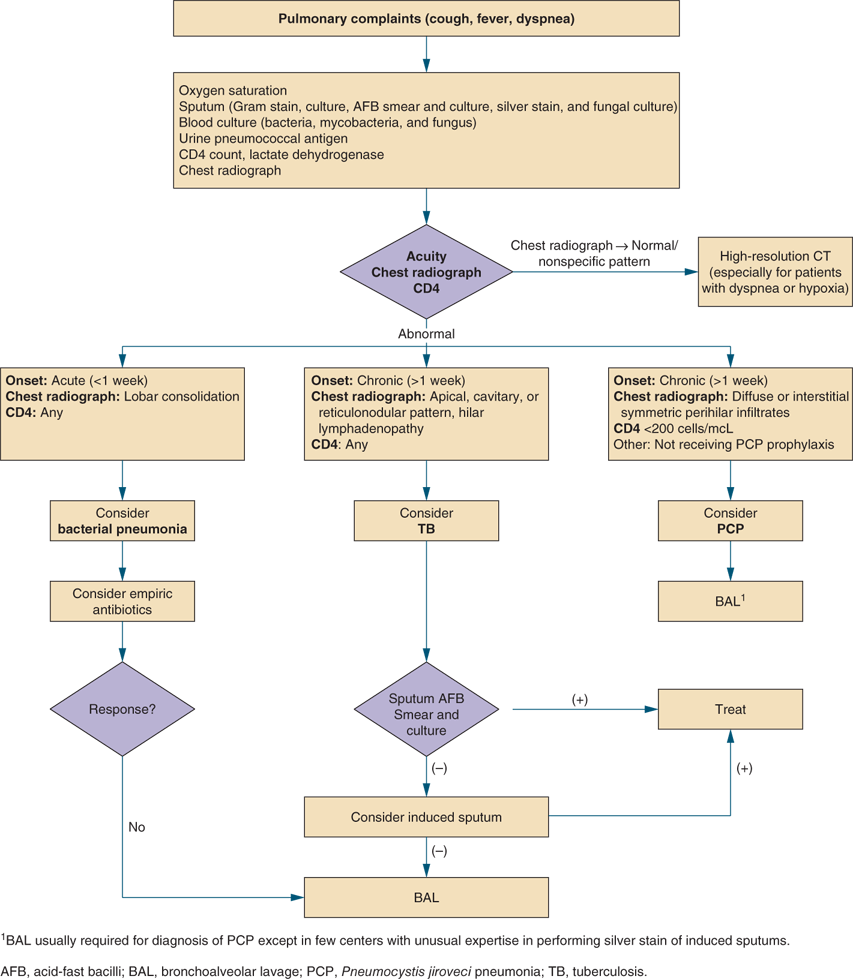 Pulmonary complaints (cough, fever, dyspnea)
Oxygen saturation
Sputum (Gram stain, culture, AFB smear and culture, silver stain, and fungal culture)
Blood culture (bacteria, mycobacteria, and fungus)
Urine pneumococcal antigen
CD4 count, lactate dehydrogenase
Chest radiograph
Acuity
Chest radiograph
CD4
Chest radiograph → Normal/
nonspecific pattern
High-resolution CT
(especially for patients
with dyspnea or hypoxia)
Abnormal
Onset: Acute (<1 week)
Chest radiograph: Lobar consolidation
CD4: Any
Onset: Chronic (>1 week)
Chest radiograph: Apical, cavitary, or
reticulonodular pattern, hilar
lymphadenopathy
CD4: Any
Onset: Chronic (>1 week)
Chest radiograph: Diffuse or interstitial
symmetric perihilar infiltrates
CD4 <200 cells/mcL
Other: Not receiving PCP prophylaxis
Consider
bacterial pneumonia
Consider
TB
Consider
PCP
Consider empiric
antibiotics
BAL¹
Response?
Sputum AFB
Smear and
culture
(+)
Treat
(–)
(+)
Consider induced sputum
No
(–)
BAL
¹BAL usually required for diagnosis of PCP except in few centers with unusual expertise in performing silver stain of induced sputums.
AFB, acid-fast bacilli; BAL, bronchoalveolar lavage; PCP, Pneumocystis jiroveci pneumonia; TB, tuberculosis.